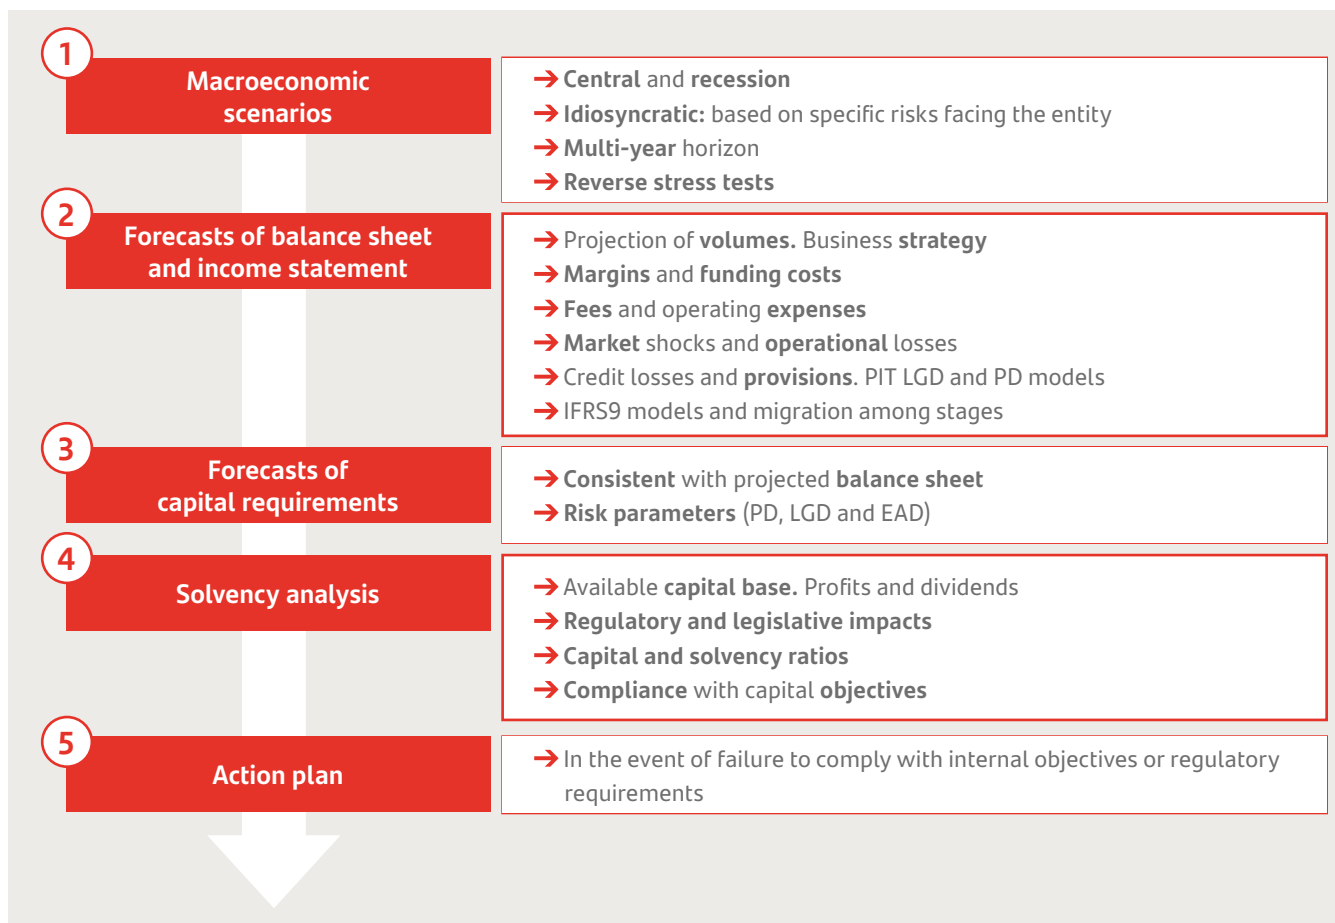 1
Macroeconomic
scenarios
➔ Central and recession
➔ Idiosyncratic: based on specific risks facing the entity
➔ Multi-year horizon
➔ Reverse stress tests
2
Forecasts of balance sheet
and income statement
➔ Projection of volumes. Business strategy
➔ Margins and funding costs
➔ Fees and operating expenses
➔ Market shocks and operational losses
➔ Credit losses and provisions. PIT LGD and PD models
➔ IFRS9 models and migration among stages
3
Forecasts of
capital requirements
➔ Consistent with projected balance sheet
➔ Risk parameters (PD, LGD and EAD)
4
Solvency analysis
➔ Available capital base. Profits and dividends
➔ Regulatory and legislative impacts
➔ Capital and solvency ratios
➔ Compliance with capital objectives
5
Action plan
➔ In the event of failure to comply with internal objectives or regulatory
requirements